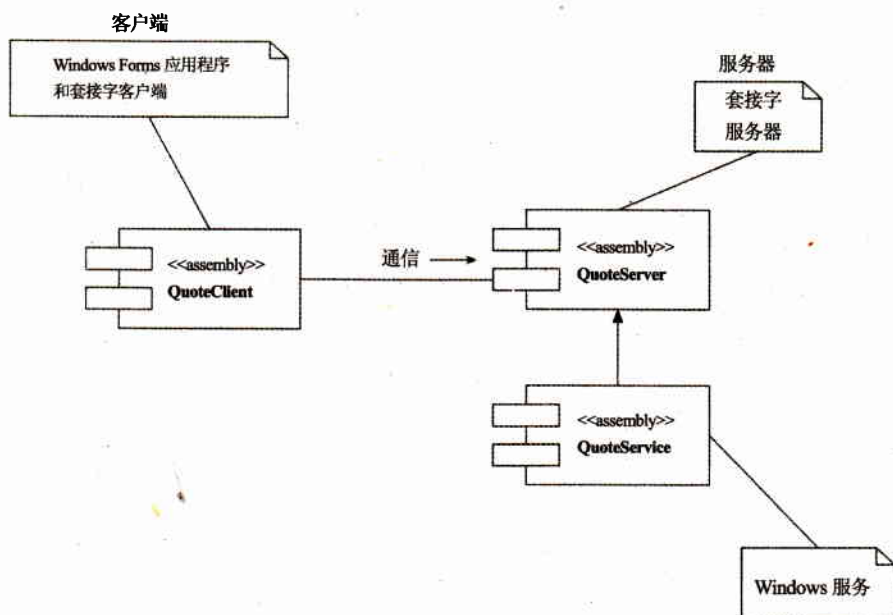 客户端
Windows Forms 应用程序
和套接字客户端
服务器
套接字
服务器
<<assembly>>
QuoteClient
通信
<<assembly>>
QuoteServer
<<assembly>>
QuoteService
Windows 服务